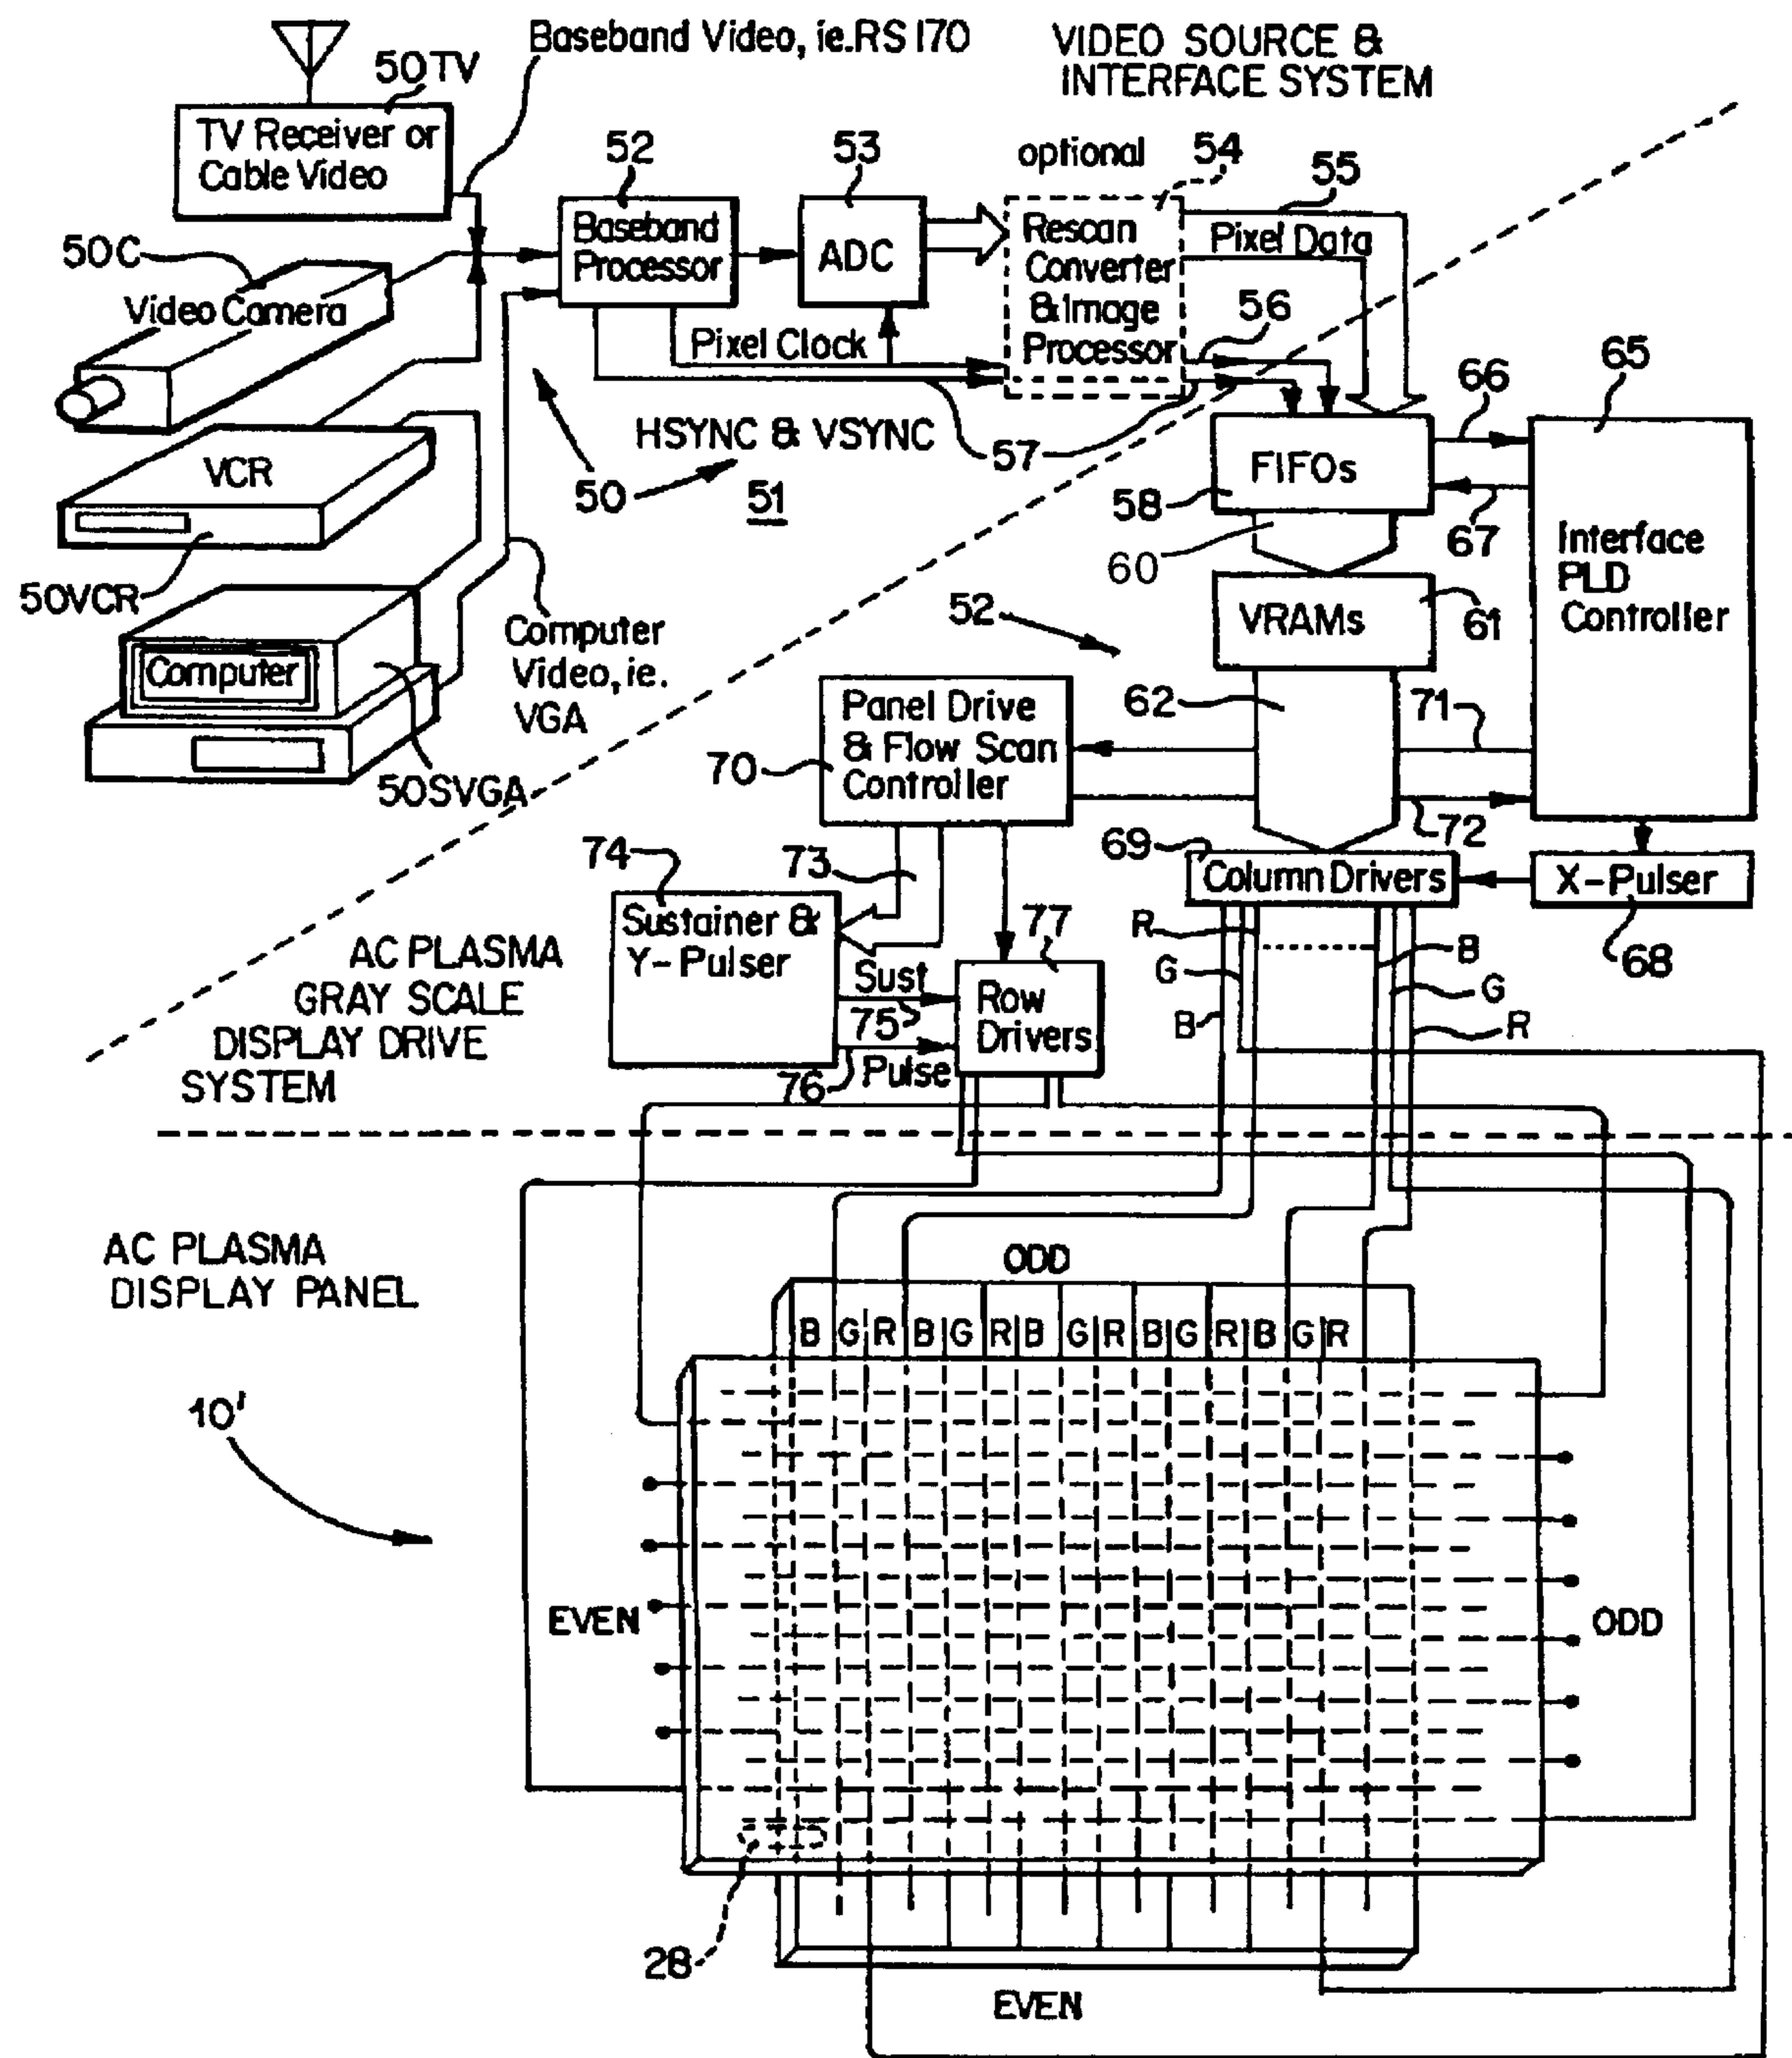 Baseband Video, ie.RS 170
VIDEO SOURCE &
INTERFACE SYSTEM
50TV
TV Receiver or
Cable Video
52
53
optional
54
55
50C
Video Camera
Baseband
Processor
ADC
Rescan
Converter
& Image
Processor
Pixel Data
56
Pixel Clock
65
66
HSYNC & VSYNC
57
50
51
VCR
FIFOs
58
67
60
Interface
PLD
Controller
50VCR
Computer
Computer
Video, ie.
VGA
52
VRAMs
61
62
71
Panel Drive
& Flow Scan
Controller
70
50SVGA
72
74
73
69
Column Drivers
X-Pulser
68
Sustainer &
Y-Pulser
77
R
G
B
B
G
R
AC PLASMA
GRAY SCALE
DISPLAY DRIVE
SYSTEM
Sust
75
76
Pulse
Row
Drivers
AC PLASMA
DISPLAY PANEL
ODD
B G R B G R B G R B G R B G R
10'
EVEN
ODD
28
EVEN